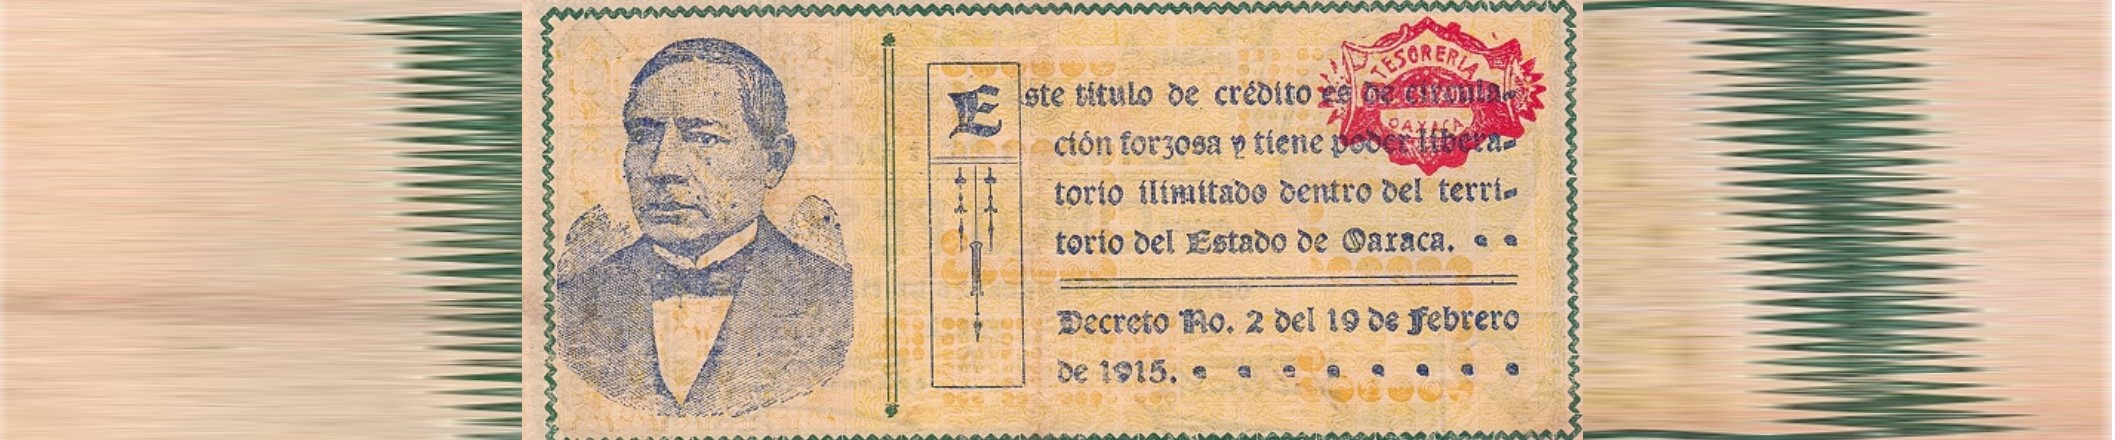 Este titulo de crédito es de circula-
ción forzosa y tiene poder libera-
torio ilimitado dentro del terri-
torio del Estado de Oaxaca.
Decreto No. 2 del 19 de Febrero
de 1915.
TESORERIA
OAXACA